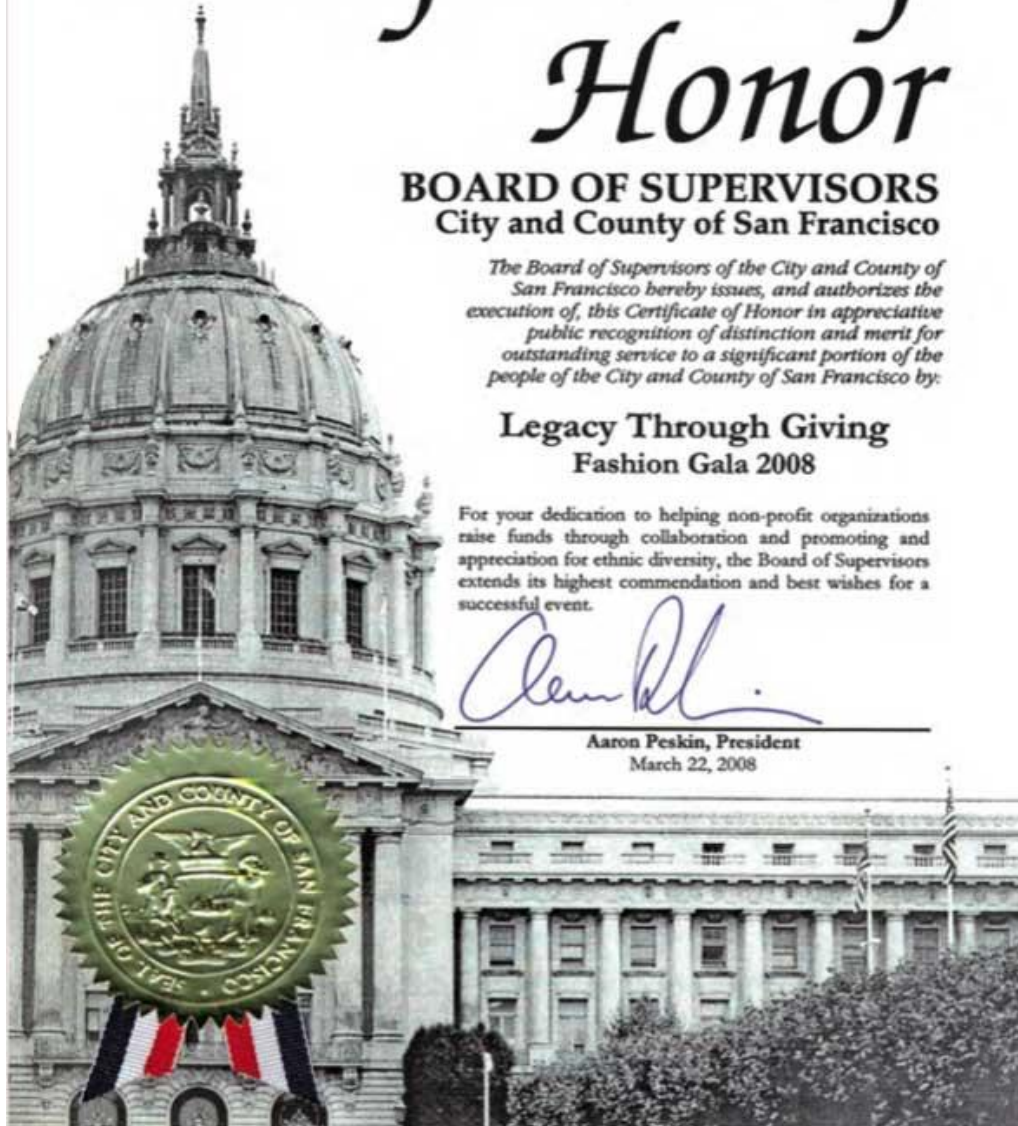 Honor
BOARD OF SUPERVISORS
City and County of San Francisco
The Board of Supervisors of the City and County of
San Francisco hereby issues, and authorizes the
execution of, this Certificate of Honor in appreciative
public recognition of distinction and merit for
outstanding service to a significant portion of the
people of the City and County of San Francisco by:
Legacy Through Giving
Fashion Gala 2008
For your dedication to helping non-profit organizations
raise funds through collaboration and promoting and
appreciation for ethnic diversity, the Board of Supervisors
extends its highest commendation and best wishes for a
successful event.
Aaron Peskin, President
March 22, 2008
SEAL OF THE CITY AND COUNTY OF SAN FRANCISCO